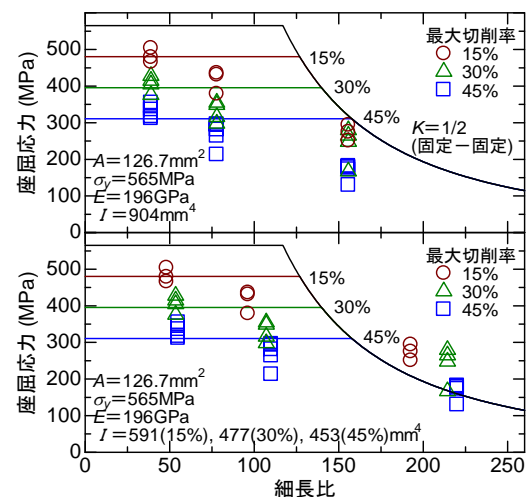 座屈応力 (MPa)
500
400
300
200
100
0
15%
30%
45%
最大切削率
15%
30%
45%
K=1/2
(固定－固定)
A=126.7mm²
σy=565MPa
E=196GPa
I=904mm⁴
座屈応力 (MPa)
500
400
300
200
100
0
15%
30%
45%
最大切削率
15%
30%
45%
A=126.7mm²
σy=565MPa
E=196GPa
I=591(15%), 477(30%), 453(45%)mm⁴
0
50
100
150
200
250
細長比